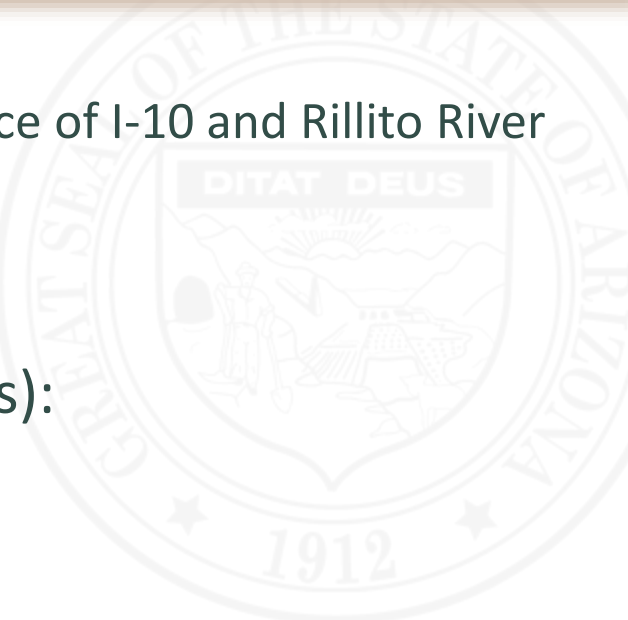 GREAT SEAL OF THE STATE OF ARIZONA
ce of I-10 and Rillito River
DITAT DEUS
s):
1912